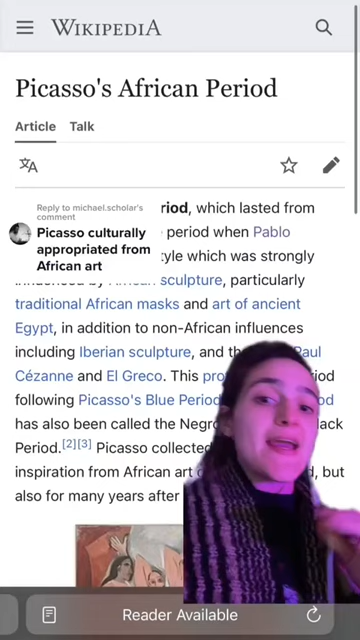 WIKIPEDIA
Picasso's African Period
Article Talk
Reply to michael.scholar's
comment
Picasso culturally
appropriated from
African art
riod, which lasted from
period when Pablo
tyle which was strongly
sculpture, particularly
traditional African masks and art of ancient
Egypt, in addition to non-African influences
including Iberian sculpture, and the Paul
Cézanne and El Greco. This
following Picasso's Blue Period
has also been called the Negro
Period.[2][3] Picasso collected
inspiration from African art d, but
also for many years after
Reader Available